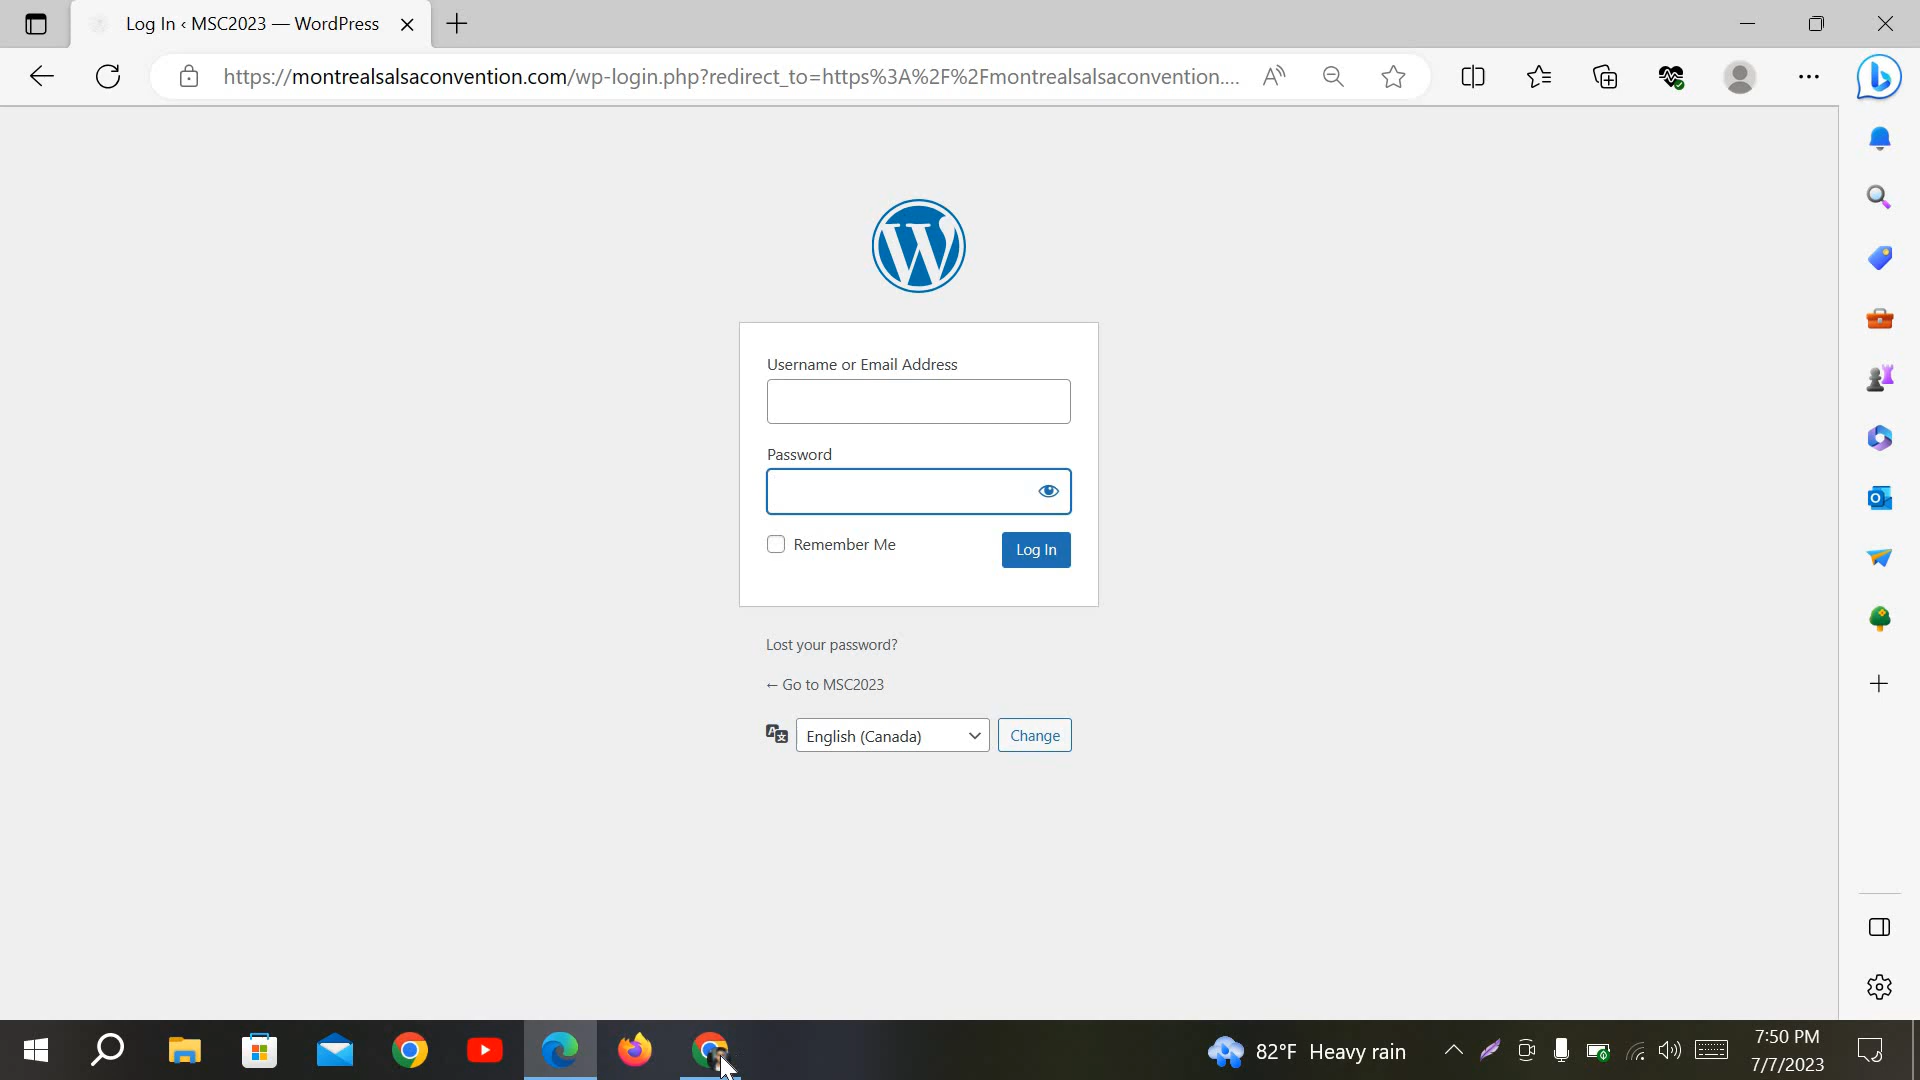 Log In ‹ MSC2023 — WordPress
https://montrealsalsaconvention.com/wp-login.php?redirect_to=https%3A%2F%2Fmontrealsalsaconvention....
Username or Email Address
Password
Remember Me
Log In
Lost your password?
← Go to MSC2023
English (Canada)
Change
82°F Heavy rain
7:50 PM
7/7/2023